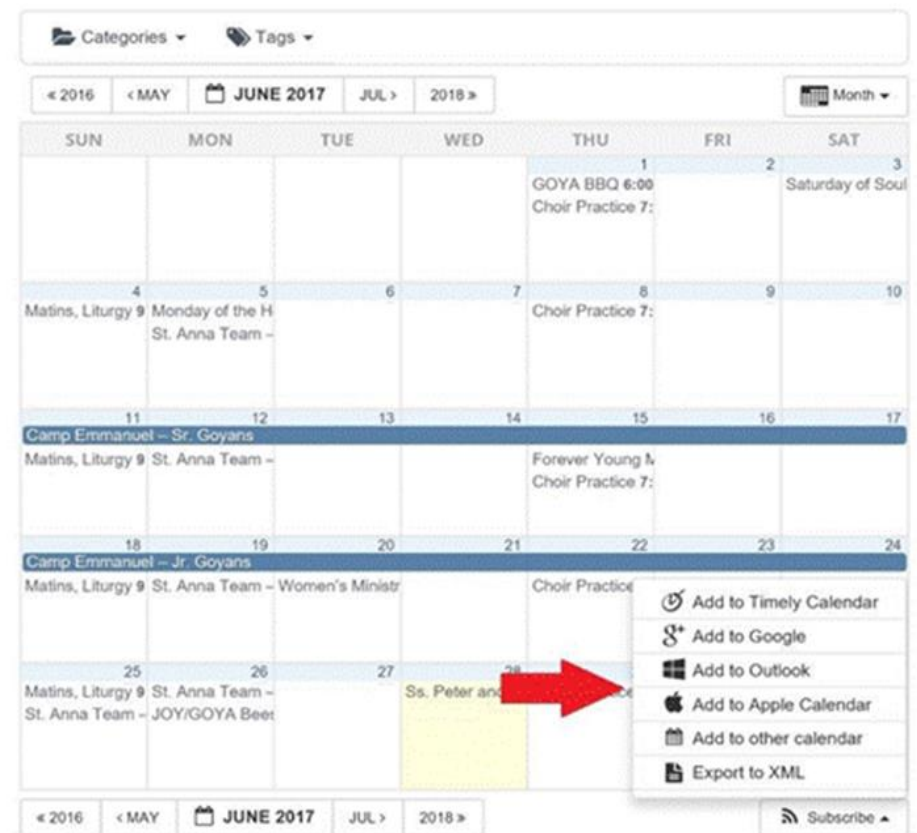 Categories Tags
« 2016 ‹ MAY JUNE 2017 JUL › 2018 » Month
SUN MON TUE WED THU FRI SAT
1 2 3
GOYA BBQ 6:00 Saturday of Soul
Choir Practice 7:
4 5 6 7 8 9 10
Matins, Liturgy 9 Monday of the H Choir Practice 7:
St. Anna Team –
11 12 13 14 15 16 17
Camp Emmanuel – Sr. Goyans
Matins, Liturgy 9 St. Anna Team – Forever Young M
Choir Practice 7:
18 19 20 21 22 23 24
Camp Emmanuel – Jr. Goyans
Matins, Liturgy 9 St. Anna Team – Women's Ministr Choir Practice
Add to Timely Calendar
Add to Google
25 26 27 28
Add to Outlook
Matins, Liturgy 9 St. Anna Team – Ss. Peter and
St. Anna Team – JOY/GOYA Bees
Add to Apple Calendar
Add to other calendar
Export to XML
« 2016 ‹ MAY JUNE 2017 JUL › 2018 » Subscribe